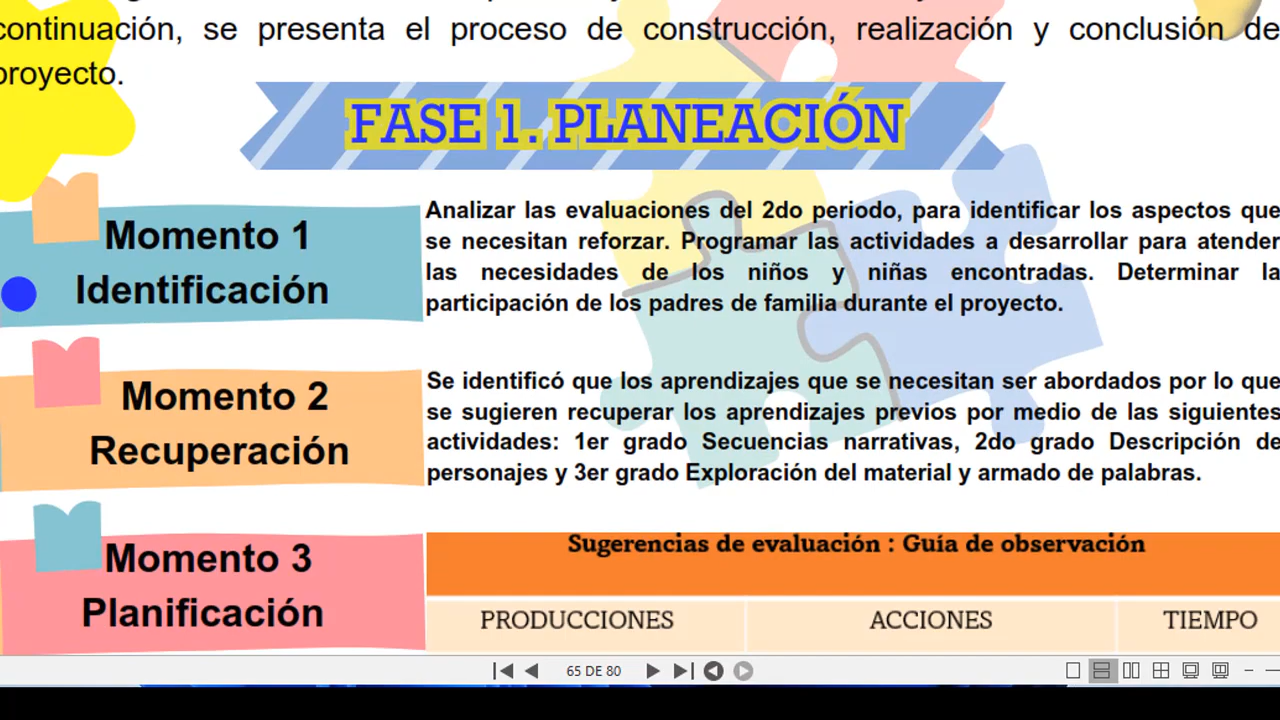 continuación, se presenta el proceso de construcción, realización y conclusión de
proyecto.
FASE 1. PLANEACIÓN
Momento 1
Identificación
Analizar las evaluaciones del 2do periodo, para identificar los aspectos que
se necesitan reforzar. Programar las actividades a desarrollar para atender
las necesidades de los niños y niñas encontradas. Determinar la
participación de los padres de familia durante el proyecto.
Momento 2
Recuperación
Se identificó que los aprendizajes que se necesitan ser abordados por lo que
se sugieren recuperar los aprendizajes previos por medio de las siguientes
actividades: 1er grado Secuencias narrativas, 2do grado Descripción de
personajes y 3er grado Exploración del material y armado de palabras.
Momento 3
Planificación
Sugerencias de evaluación : Guía de observación
PRODUCCIONES ACCIONES TIEMPO
65 DE 80